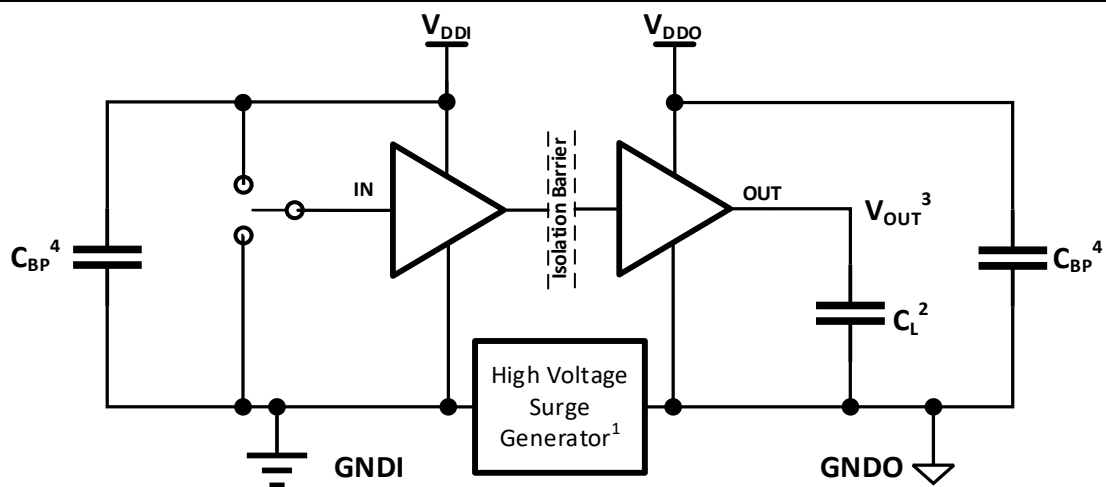 VDDI
VDDO
IN
Isolation Barrier
OUT
VOUT3
CBP4
CBP4
CL2
High Voltage
Surge
Generator1
GNDI
GNDO